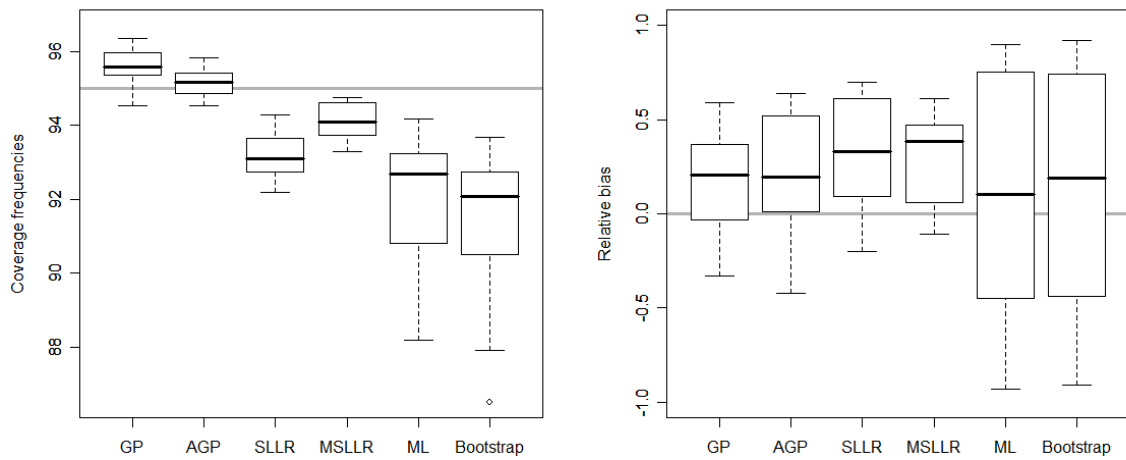 Coverage frequencies
96
94
92
90
88
GP AGP SLLR MSLLR ML Bootstrap
Relative bias
1.0
0.5
0.0
-0.5
-1.0
GP AGP SLLR MSLLR ML Bootstrap